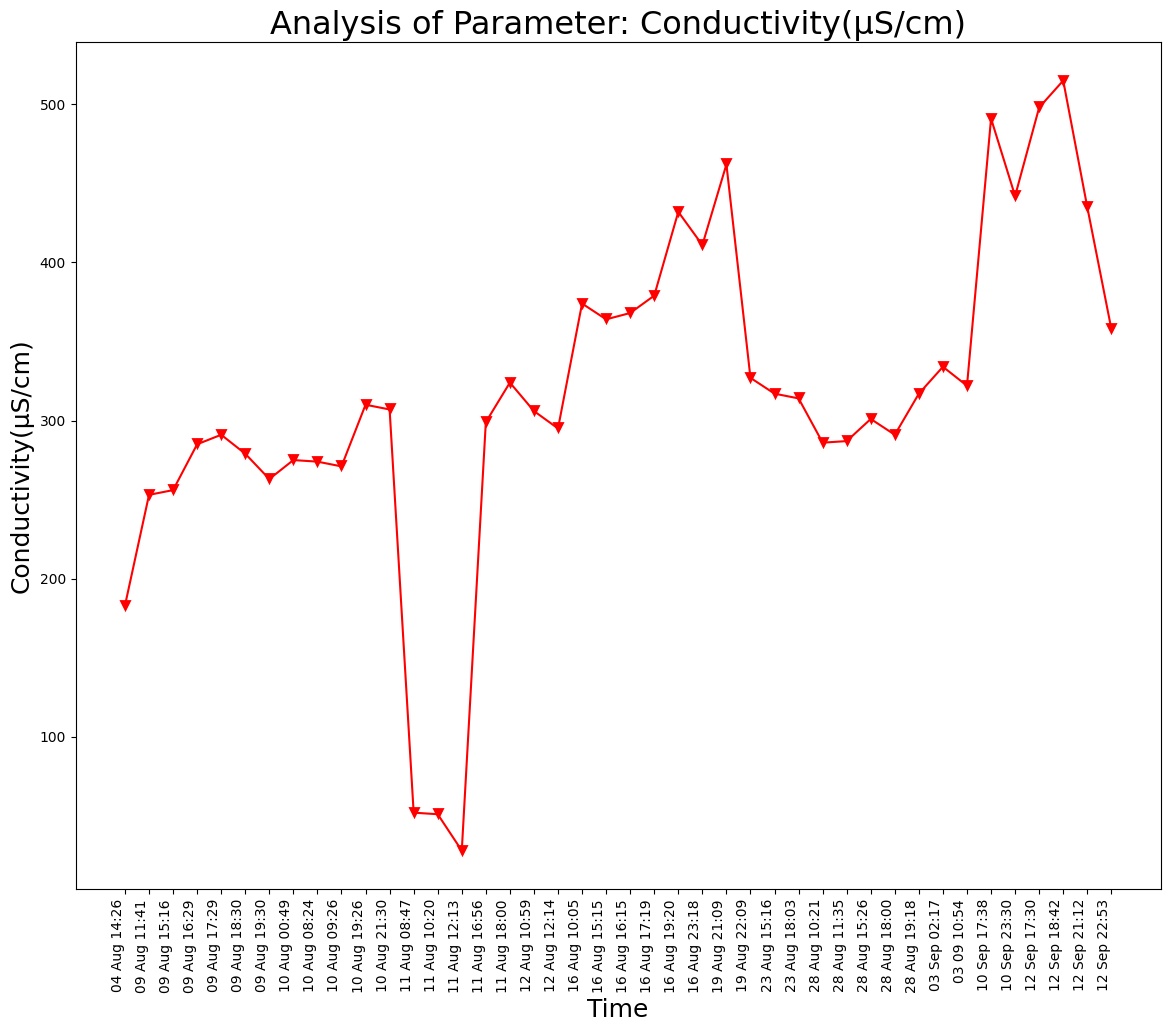 Analysis of Parameter: Conductivity(µS/cm)
Conductivity(µS/cm)
500
400
300
200
100
04 Aug 14:26
09 Aug 11:41
09 Aug 15:16
09 Aug 16:29
09 Aug 17:29
09 Aug 18:30
09 Aug 19:30
10 Aug 00:49
10 Aug 08:24
10 Aug 09:26
10 Aug 19:26
10 Aug 21:30
11 Aug 08:47
11 Aug 10:20
11 Aug 12:13
11 Aug 16:56
11 Aug 18:00
12 Aug 10:59
12 Aug 12:14
16 Aug 10:05
16 Aug 15:15
16 Aug 16:15
16 Aug 17:19
16 Aug 19:20
16 Aug 23:18
19 Aug 21:09
19 Aug 22:09
23 Aug 15:16
23 Aug 18:03
28 Aug 10:21
28 Aug 11:35
28 Aug 15:26
28 Aug 18:00
28 Aug 19:18
03 Sep 02:17
03 09 10:54
10 Sep 17:38
10 Sep 23:30
12 Sep 17:30
12 Sep 18:42
12 Sep 21:12
12 Sep 22:53
Time